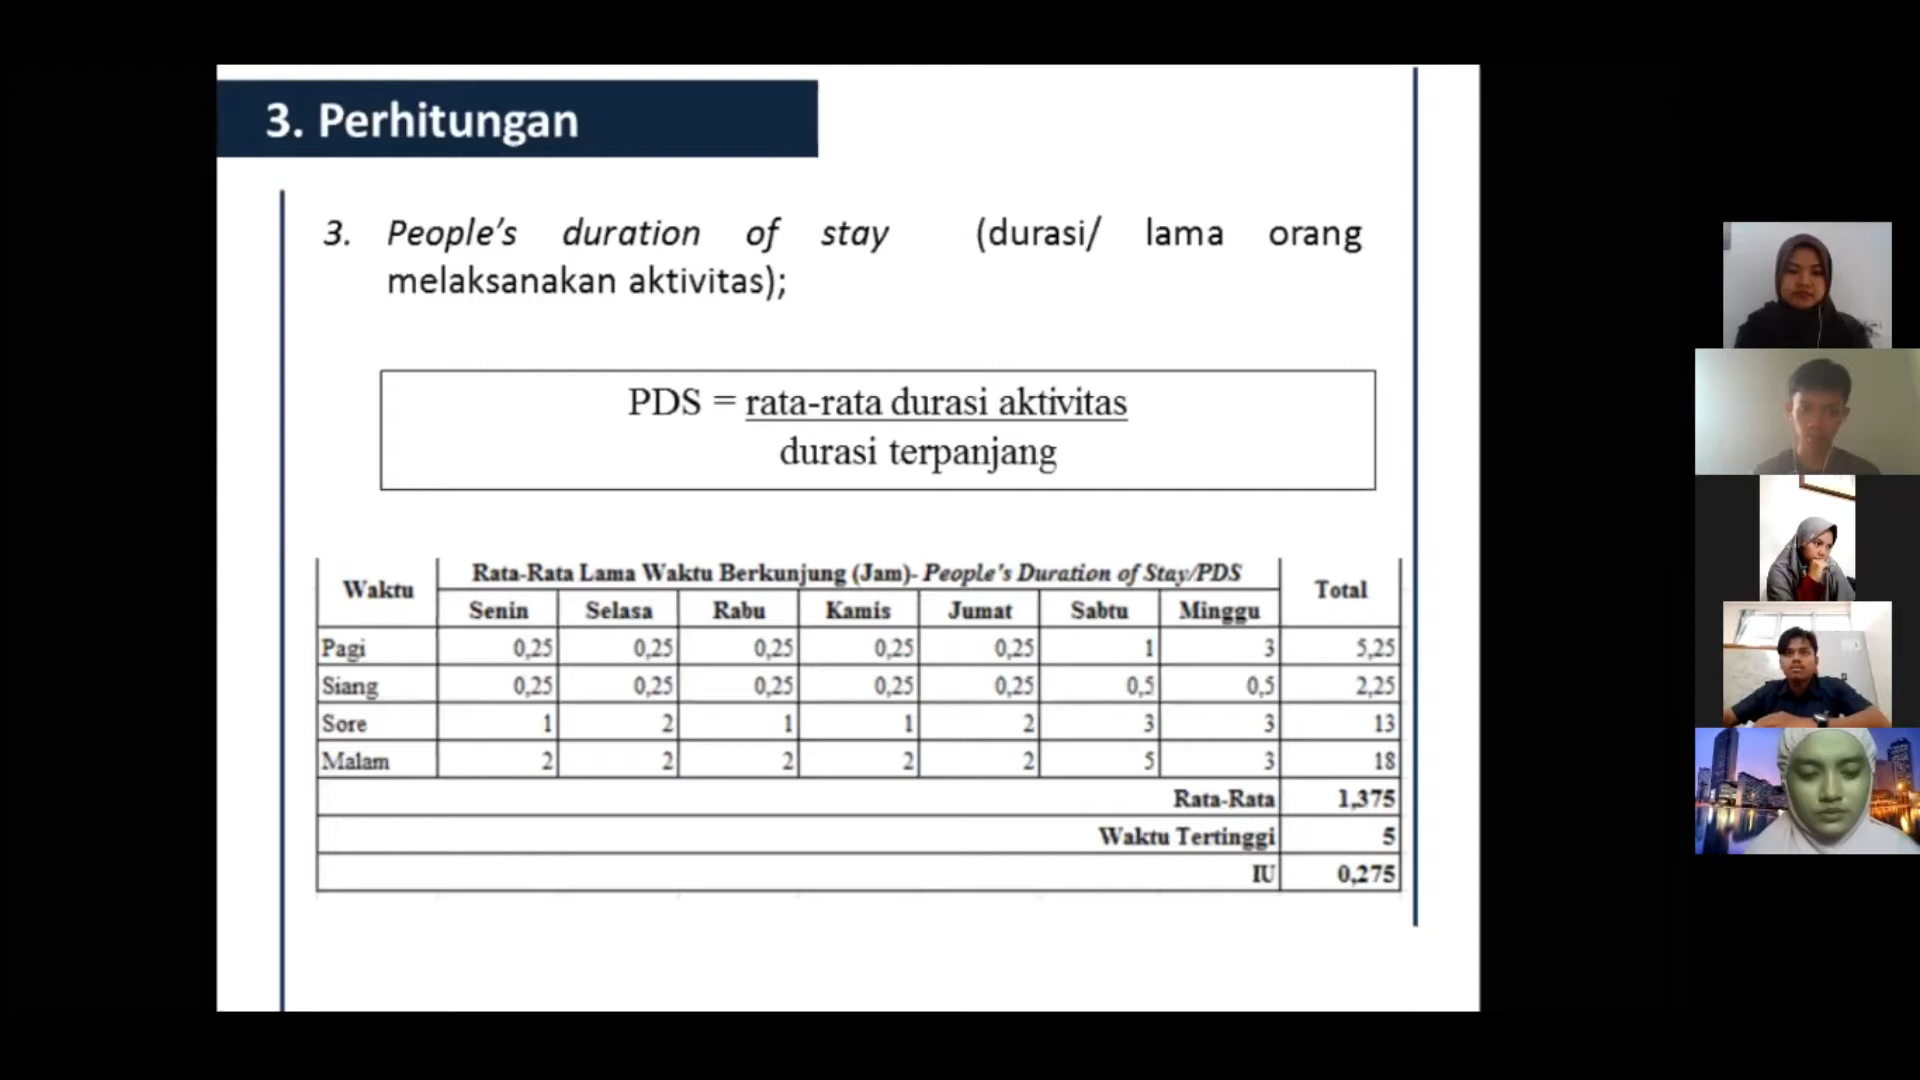 3. Perhitungan
3. People's duration of stay (durasi/ lama orang
melaksanakan aktivitas);
PDS = rata-rata durasi aktivitas
durasi terpanjang
Waktu Rata-Rata Lama Waktu Berkunjung (Jam)- People's Duration of Stay/PDS Total
Senin Selasa Rabu Kamis Jumat Sabtu Minggu
Pagi 0,25 0,25 0,25 0,25 0,25 1 3 5,25
Siang 0,25 0,25 0,25 0,25 0,25 0,5 0,5 2,25
Sore 1 2 1 1 2 3 3 13
Malam 2 2 2 2 2 5 3 18
Rata-Rata 1,375
Waktu Tertinggi 5
IU 0,275